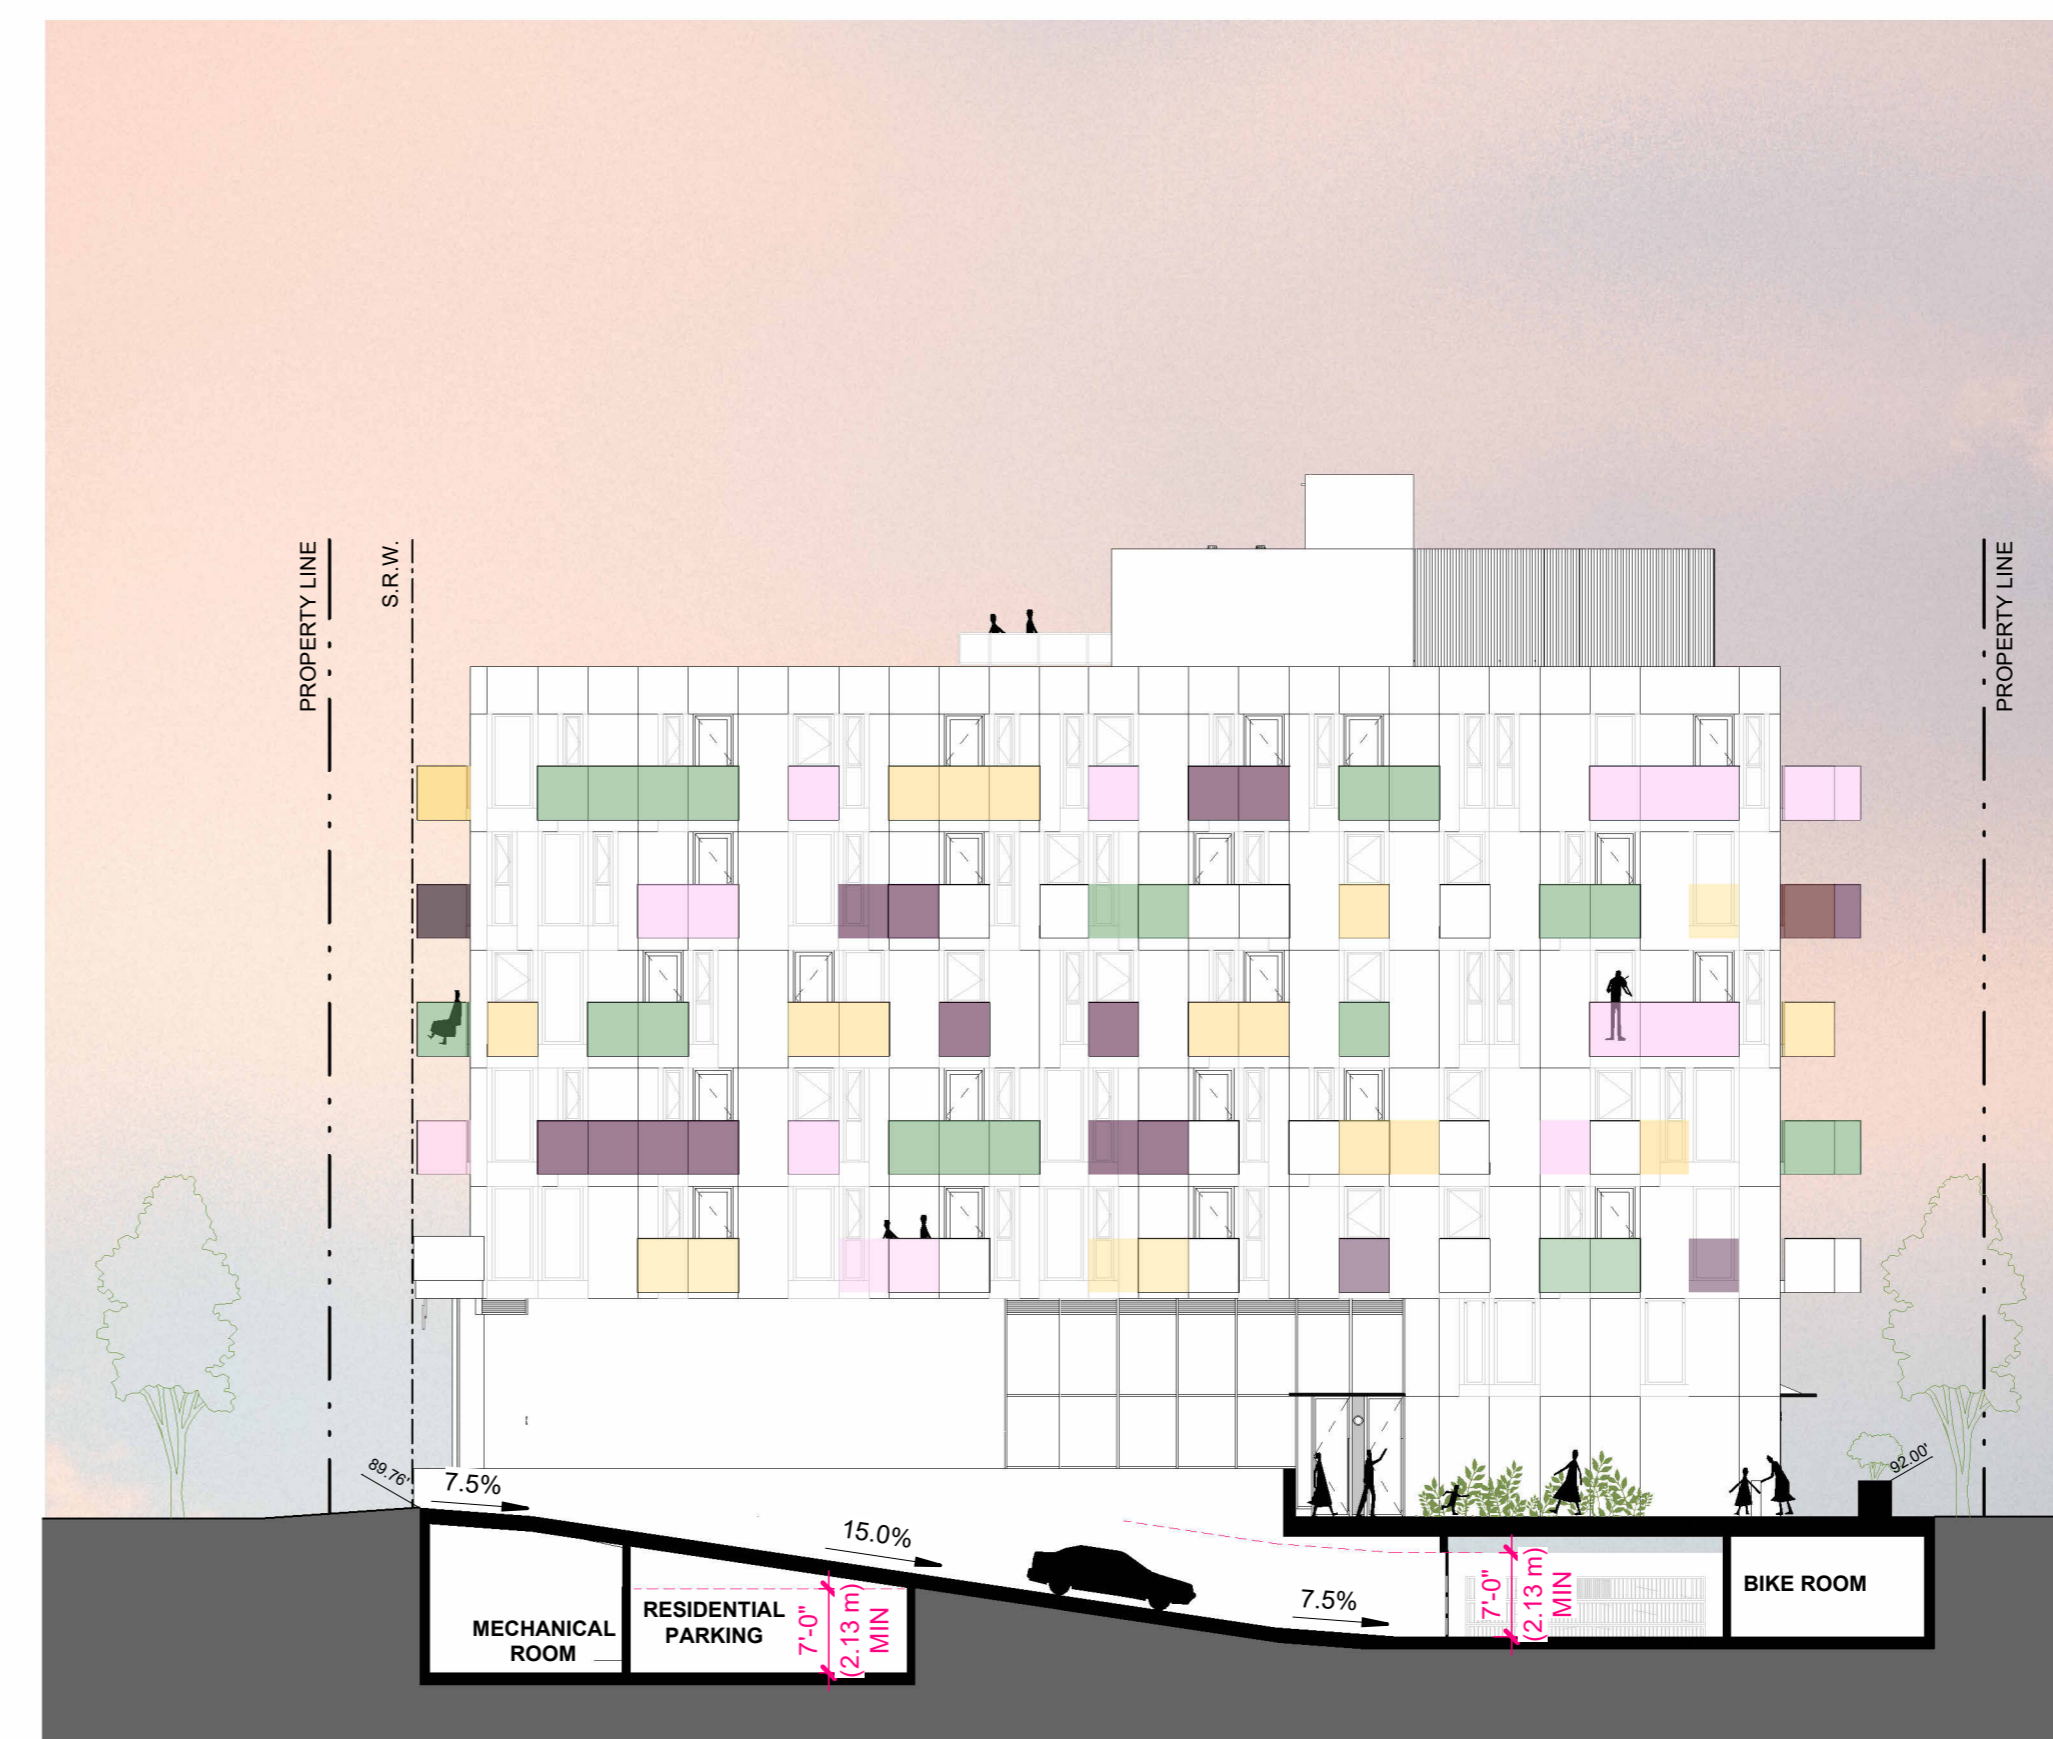 PROPERTY LINE
S.R.W.
PROPERTY LINE
89.76'
7.5%
15.0%
7.5%
92.00'
MECHANICAL
ROOM
RESIDENTIAL
PARKING
7'-0"
(2.13 m)
MIN
7'-0"
(2.13 m)
MIN
BIKE ROOM